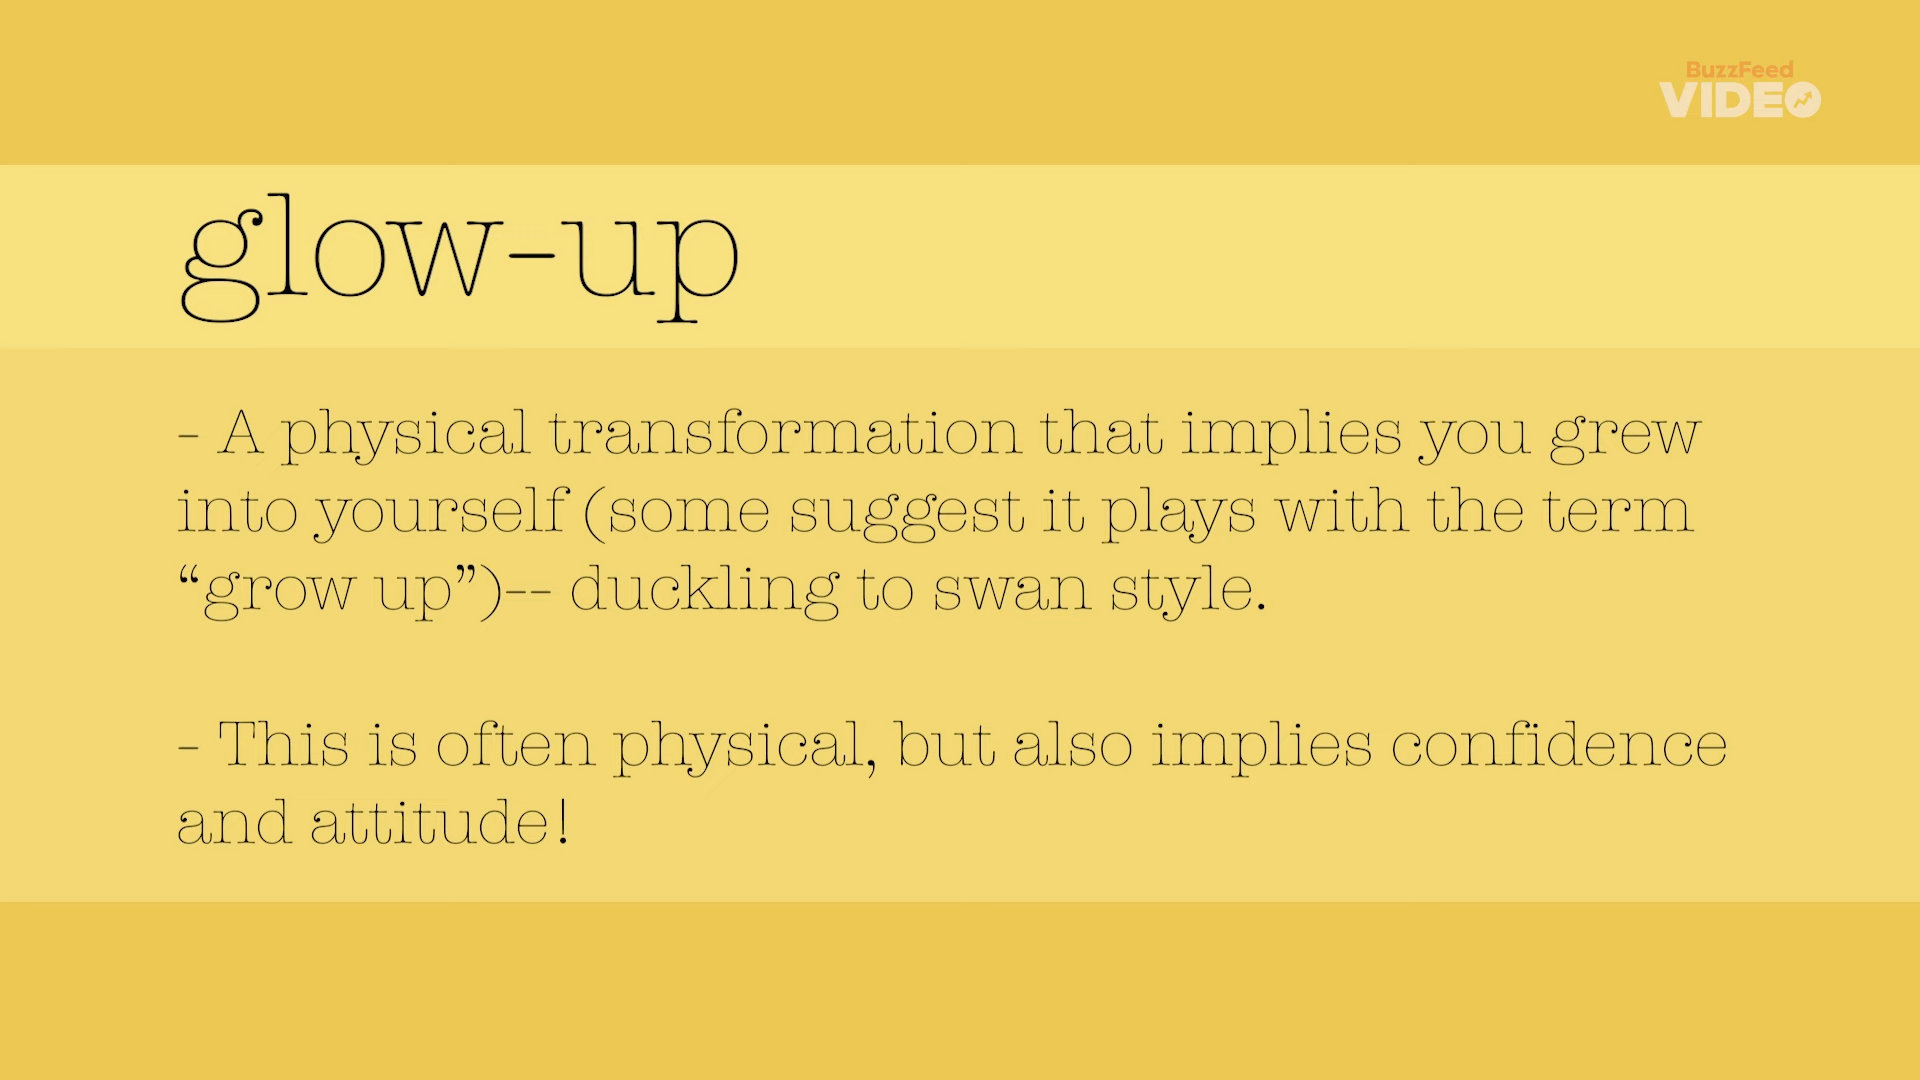 BuzzFeed
VIDEO
glow-up
- A physical transformation that implies you grew
into yourself (some suggest it plays with the term
“grow up”)-- duckling to swan style.
- This is often physical, but also implies confidence
and attitude!